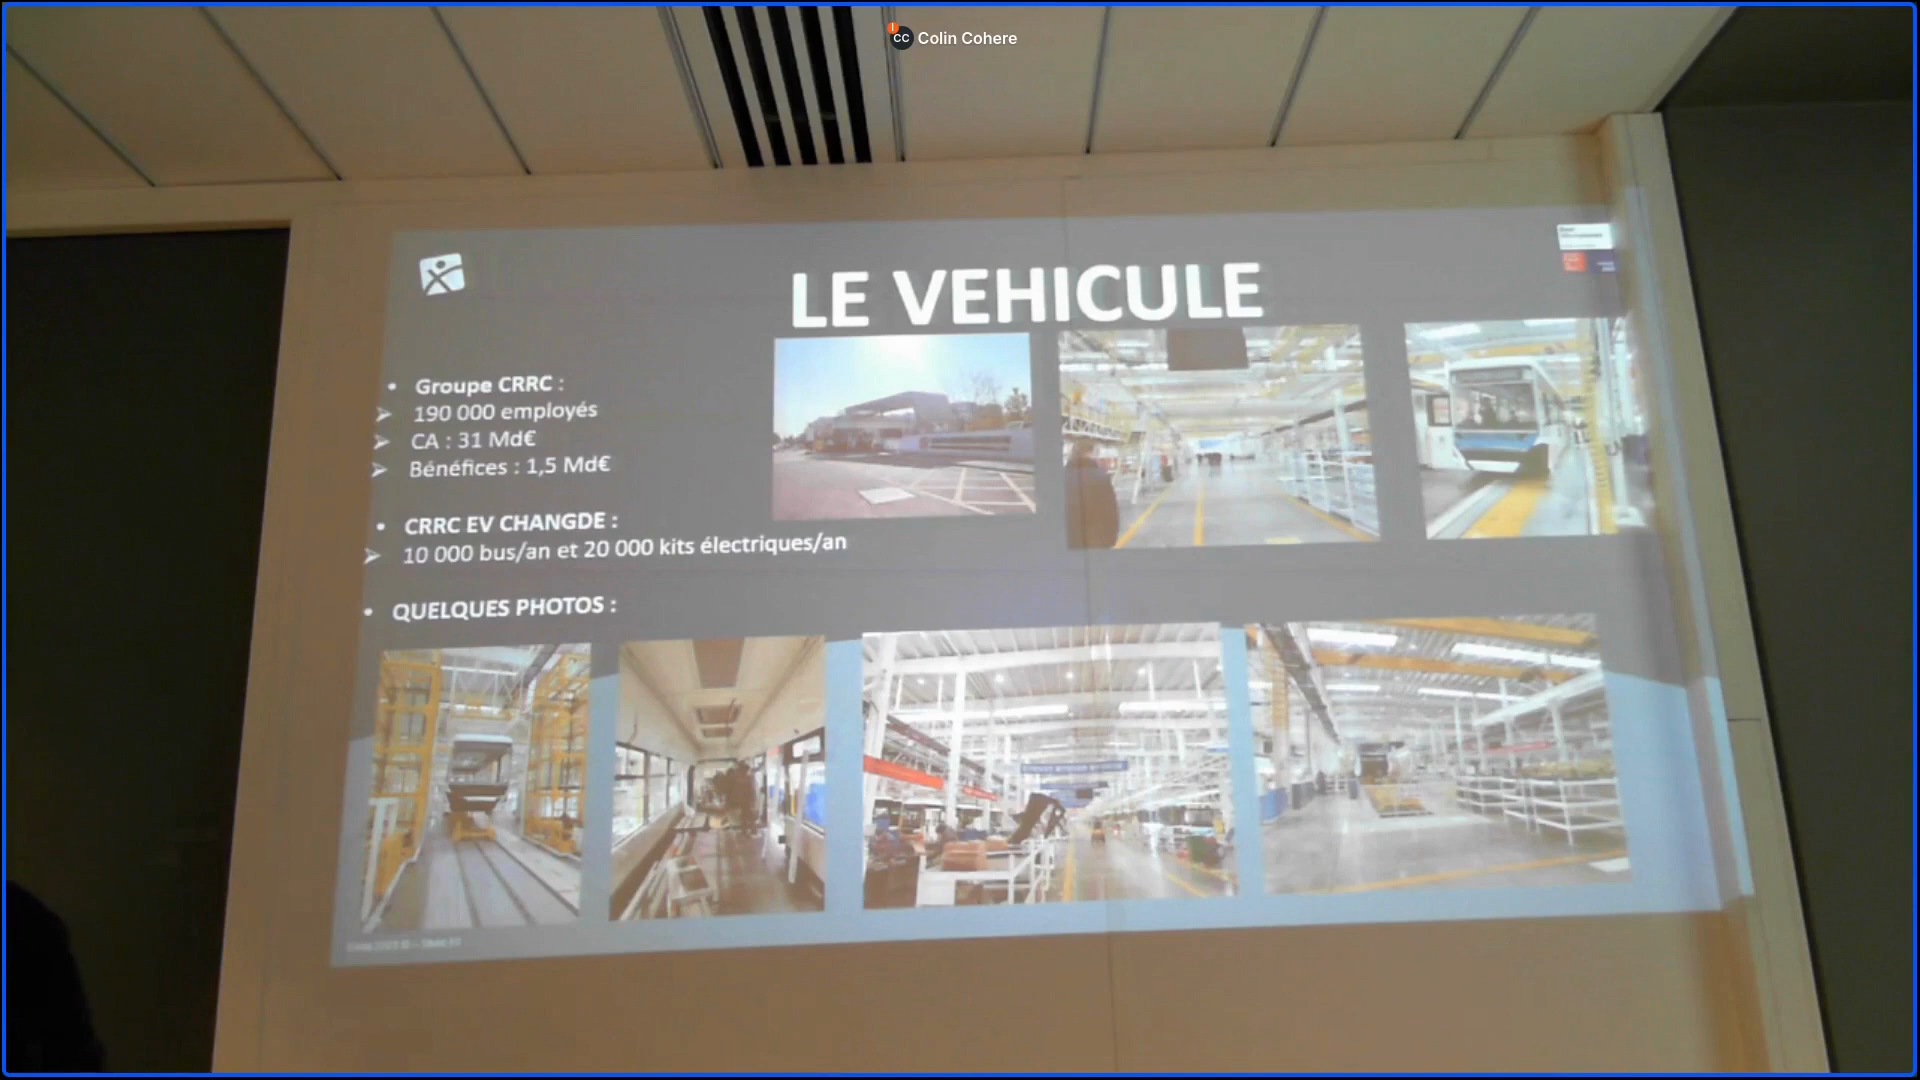 CC Colin Cohere
LE VEHICULE
• Groupe CRRC :
➢ 190 000 employés
➢ CA : 31 Md€
➢ Bénéfices : 1,5 Md€
• CRRC EV CHANGDE :
➢ 10 000 bus/an et 20 000 kits électriques/an
• QUELQUES PHOTOS :